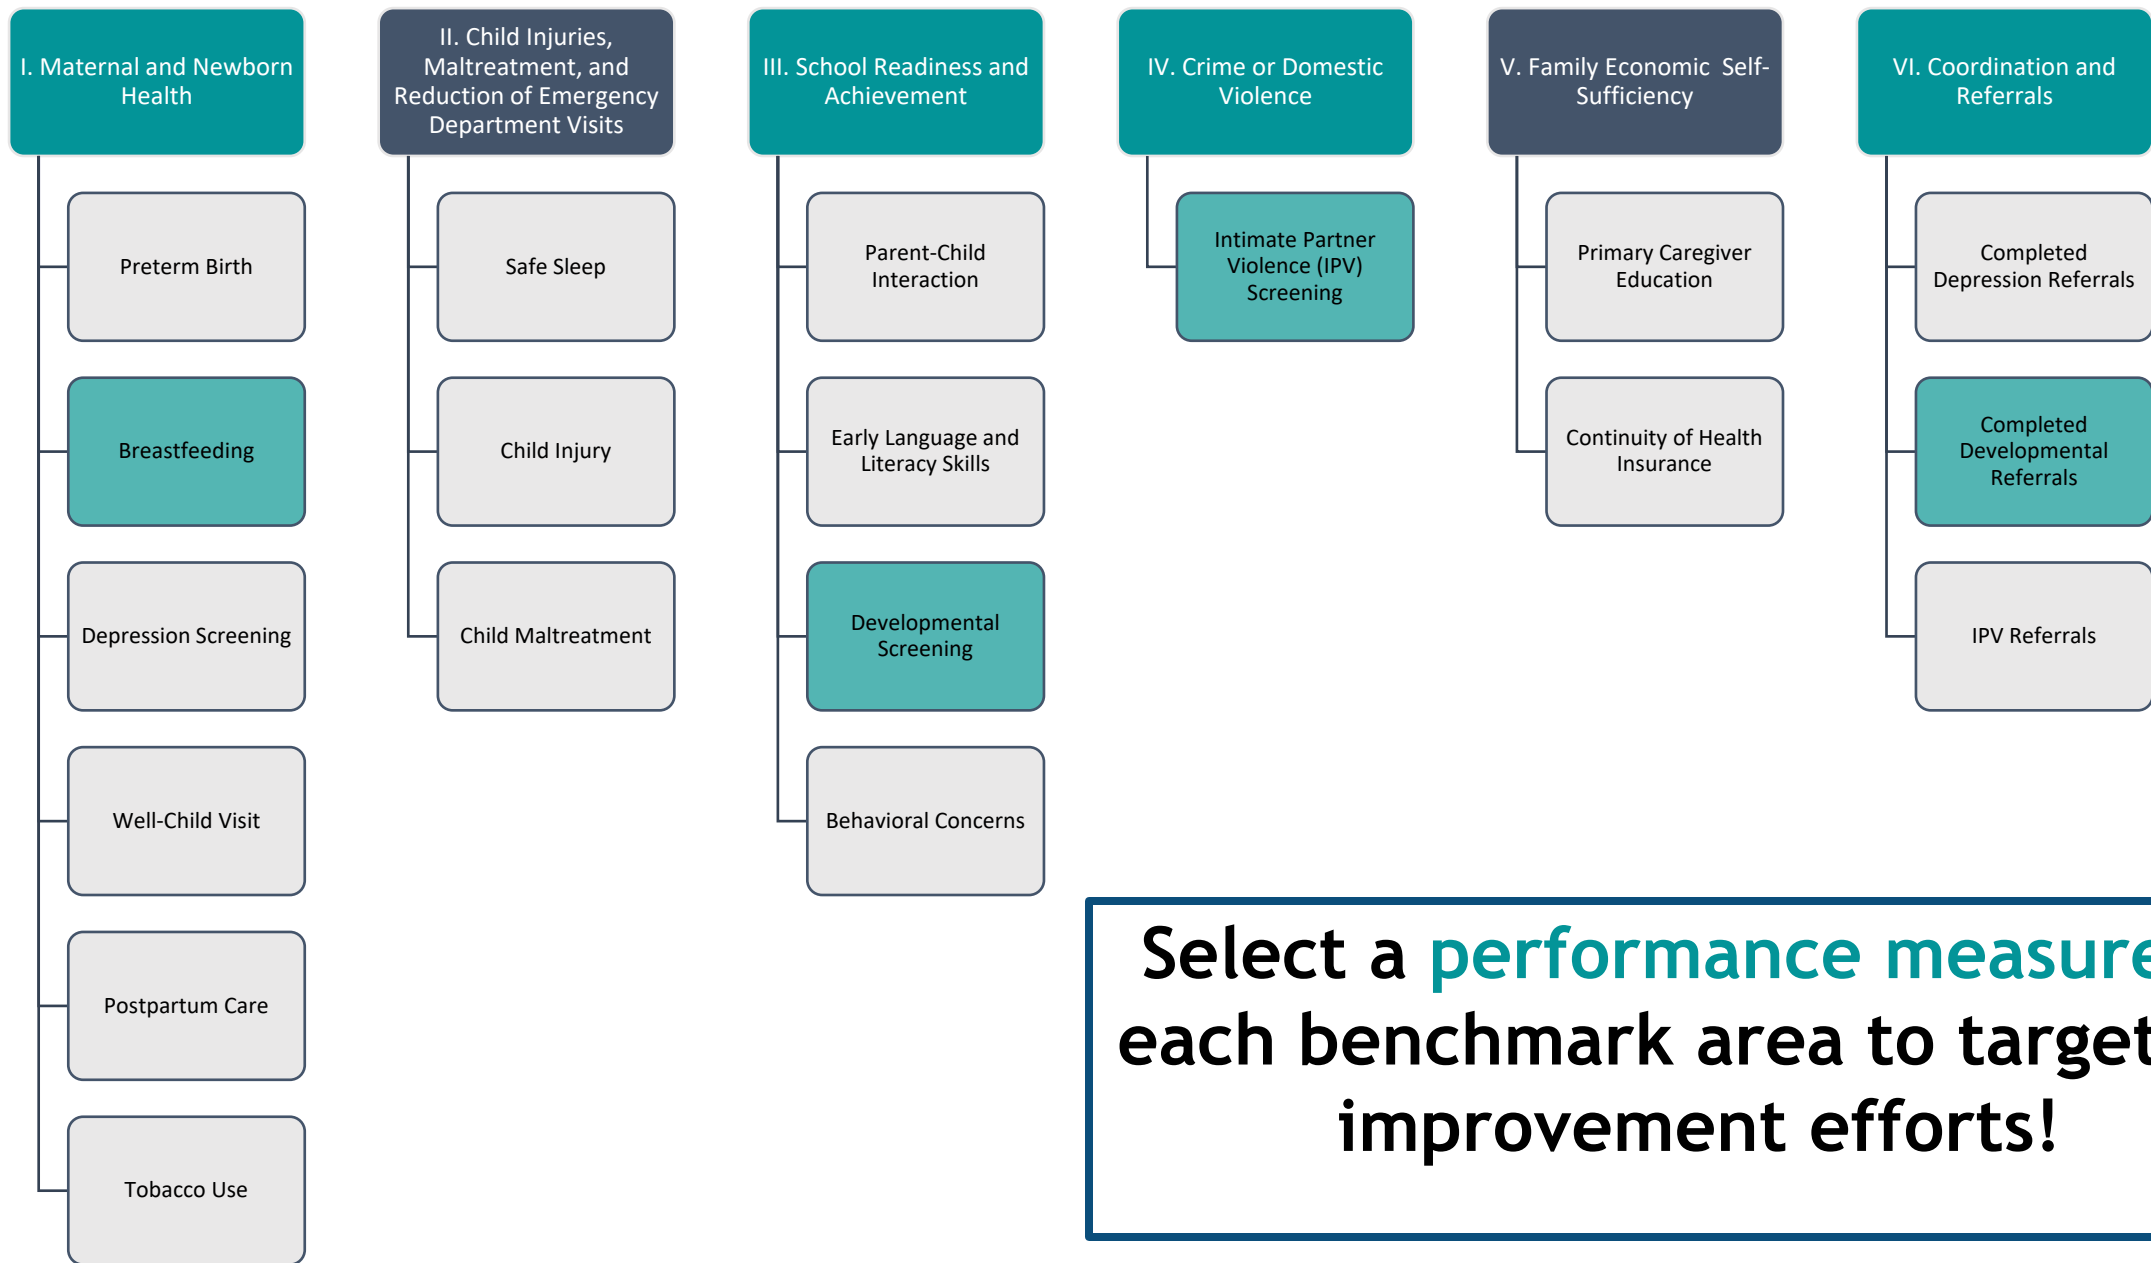 I. Maternal and Newborn
Health
Preterm Birth
Breastfeeding
Depression Screening
Well-Child Visit
Postpartum Care
Tobacco Use
II. Child Injuries,
Maltreatment, and
Reduction of Emergency
Department Visits
Safe Sleep
Child Injury
Child Maltreatment
III. School Readiness and
Achievement
Parent-Child
Interaction
Early Language and
Literacy Skills
Developmental
Screening
Behavioral Concerns
IV. Crime or Domestic
Violence
Intimate Partner
Violence (IPV)
Screening
V. Family Economic  Self-
Sufficiency
Primary Caregiver
Education
Continuity of Health
Insurance
VI. Coordination and
Referrals
Completed
Depression Referrals
Completed
Developmental
Referrals
IPV Referrals
Select a performance measure
each benchmark area to target
improvement efforts!